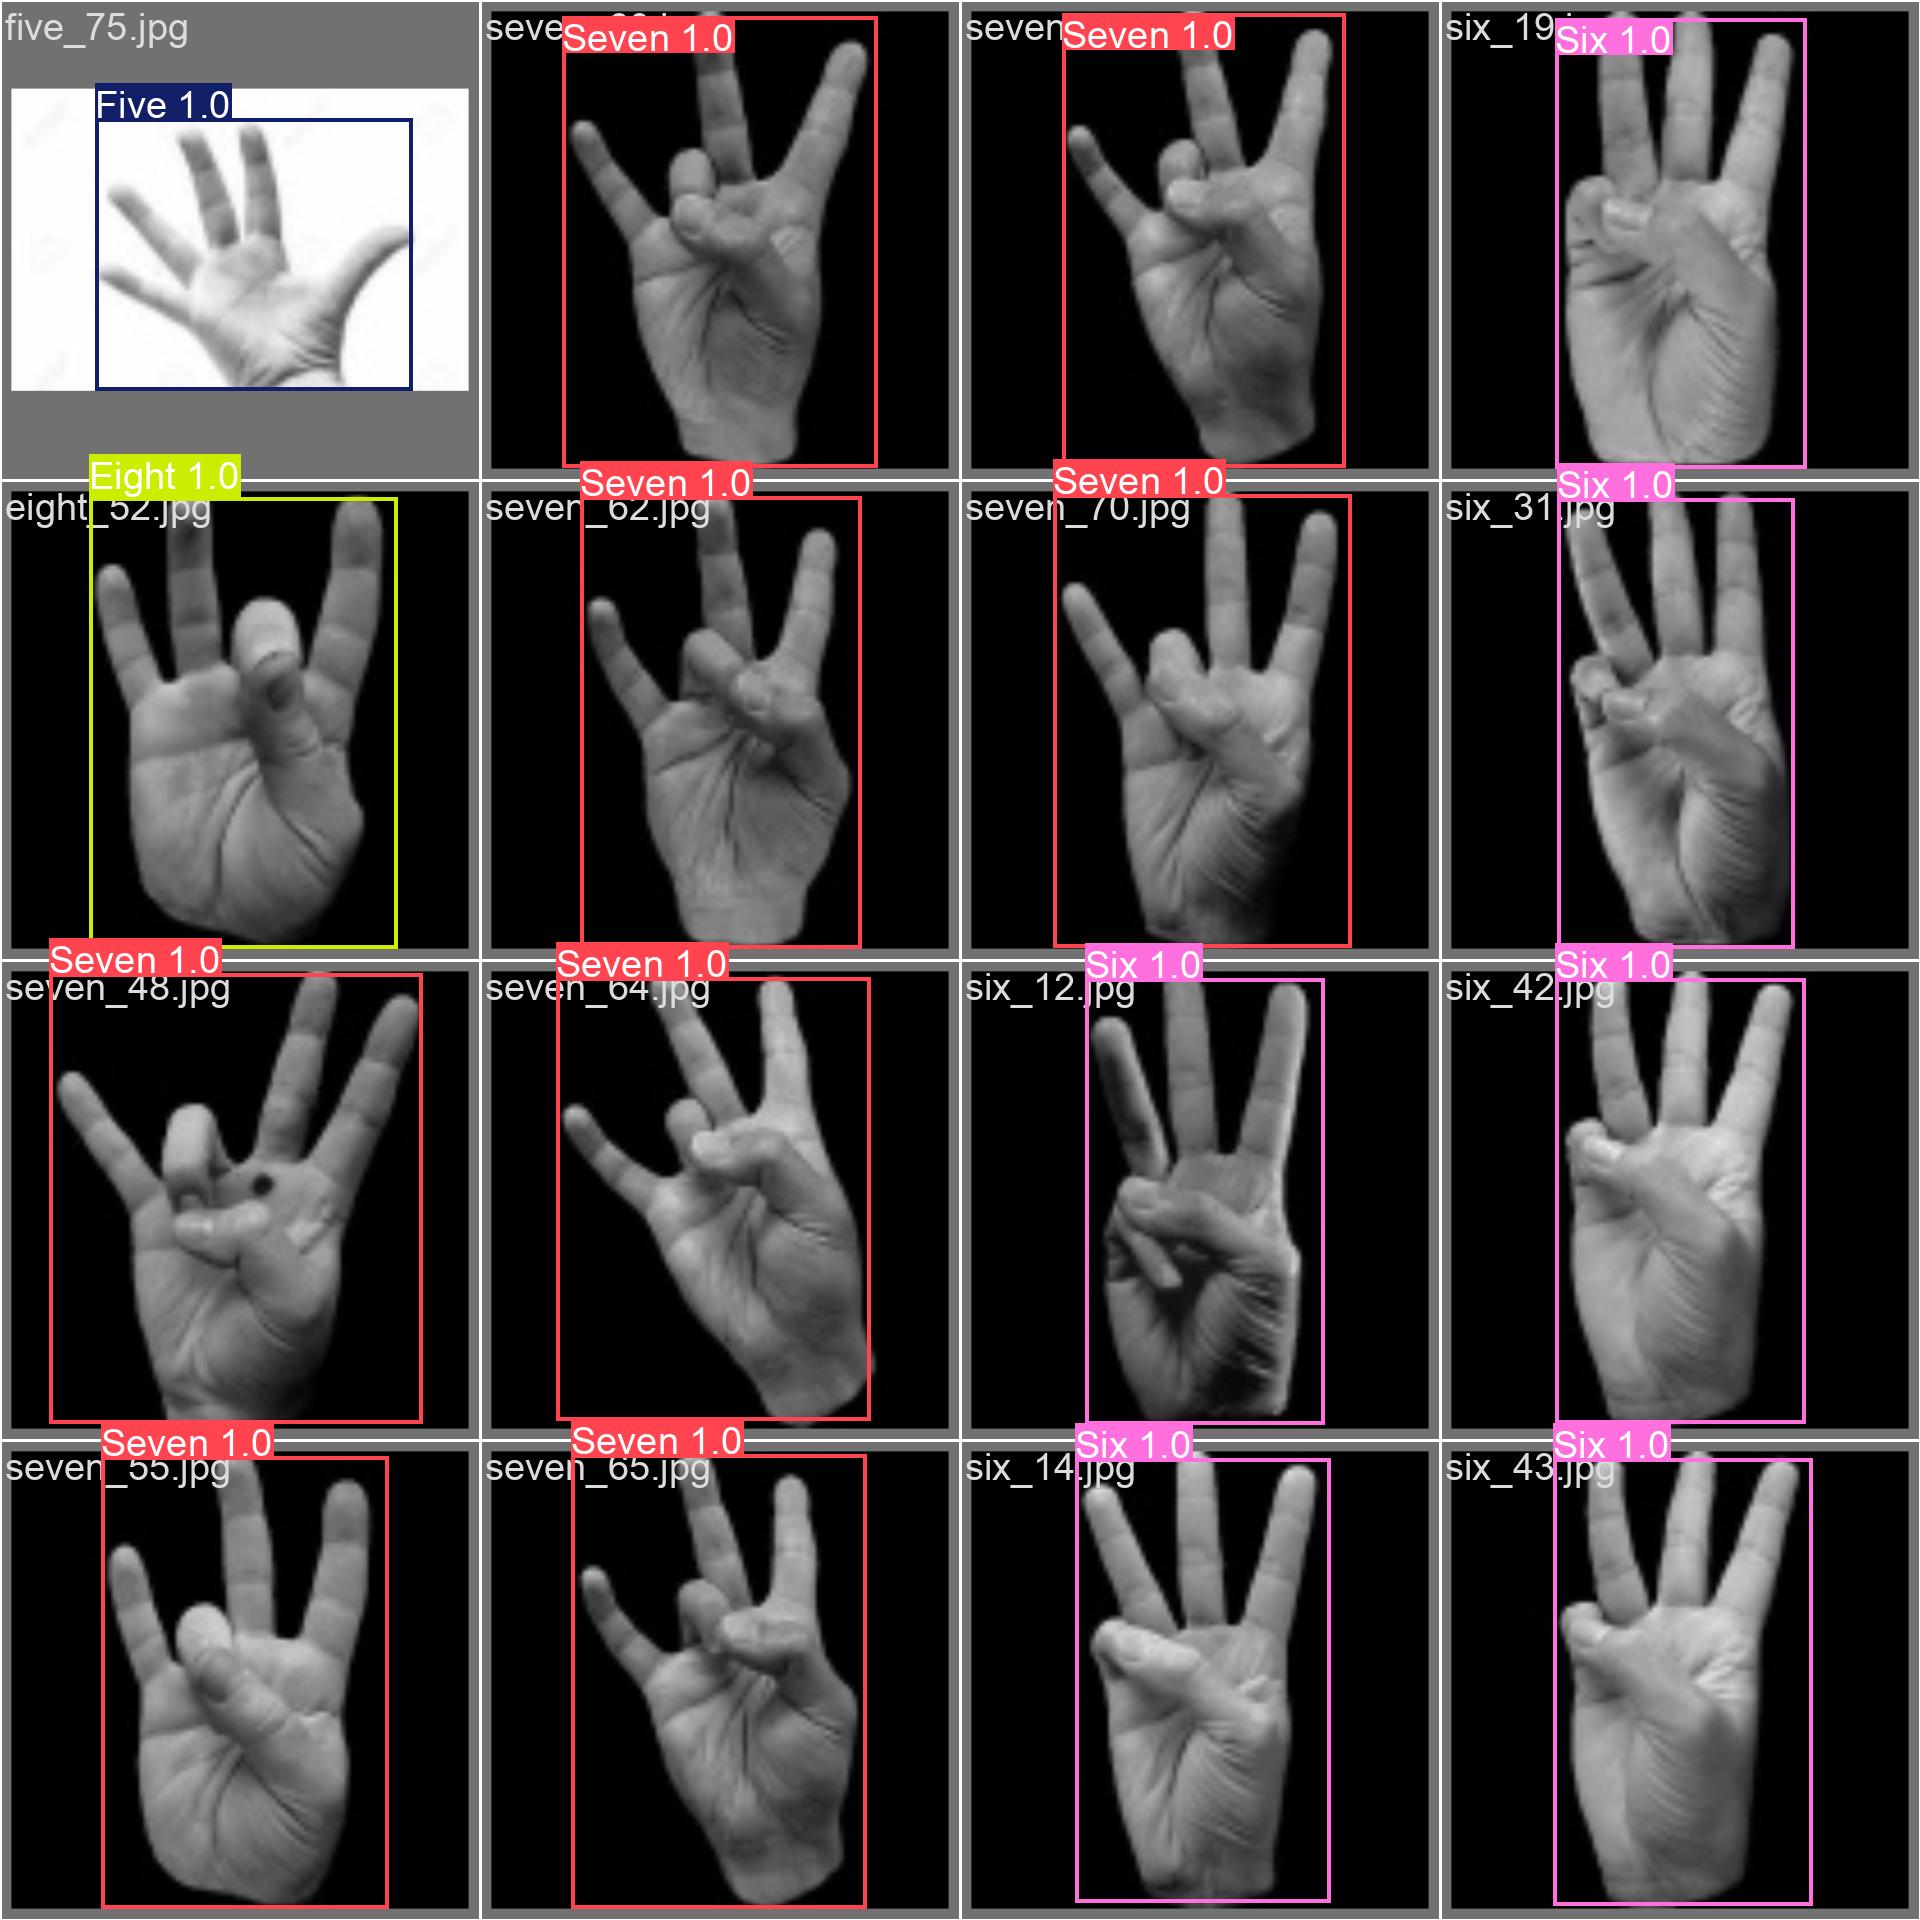 five_75.jpg
Five 1.0
seve
Seven 1.0
seven
Seven 1.0
six_19
Six 1.0
eight_52.jpg
Eight 1.0
seven_62.jpg
Seven 1.0
seven_70.jpg
Seven 1.0
six_31.jpg
Six 1.0
seven_48.jpg
Seven 1.0
seven_64.jpg
Seven 1.0
six_12.jpg
Six 1.0
six_42.jpg
Six 1.0
seven_55.jpg
Seven 1.0
seven_65.jpg
Seven 1.0
six_14.jpg
Six 1.0
six_43.jpg
Six 1.0